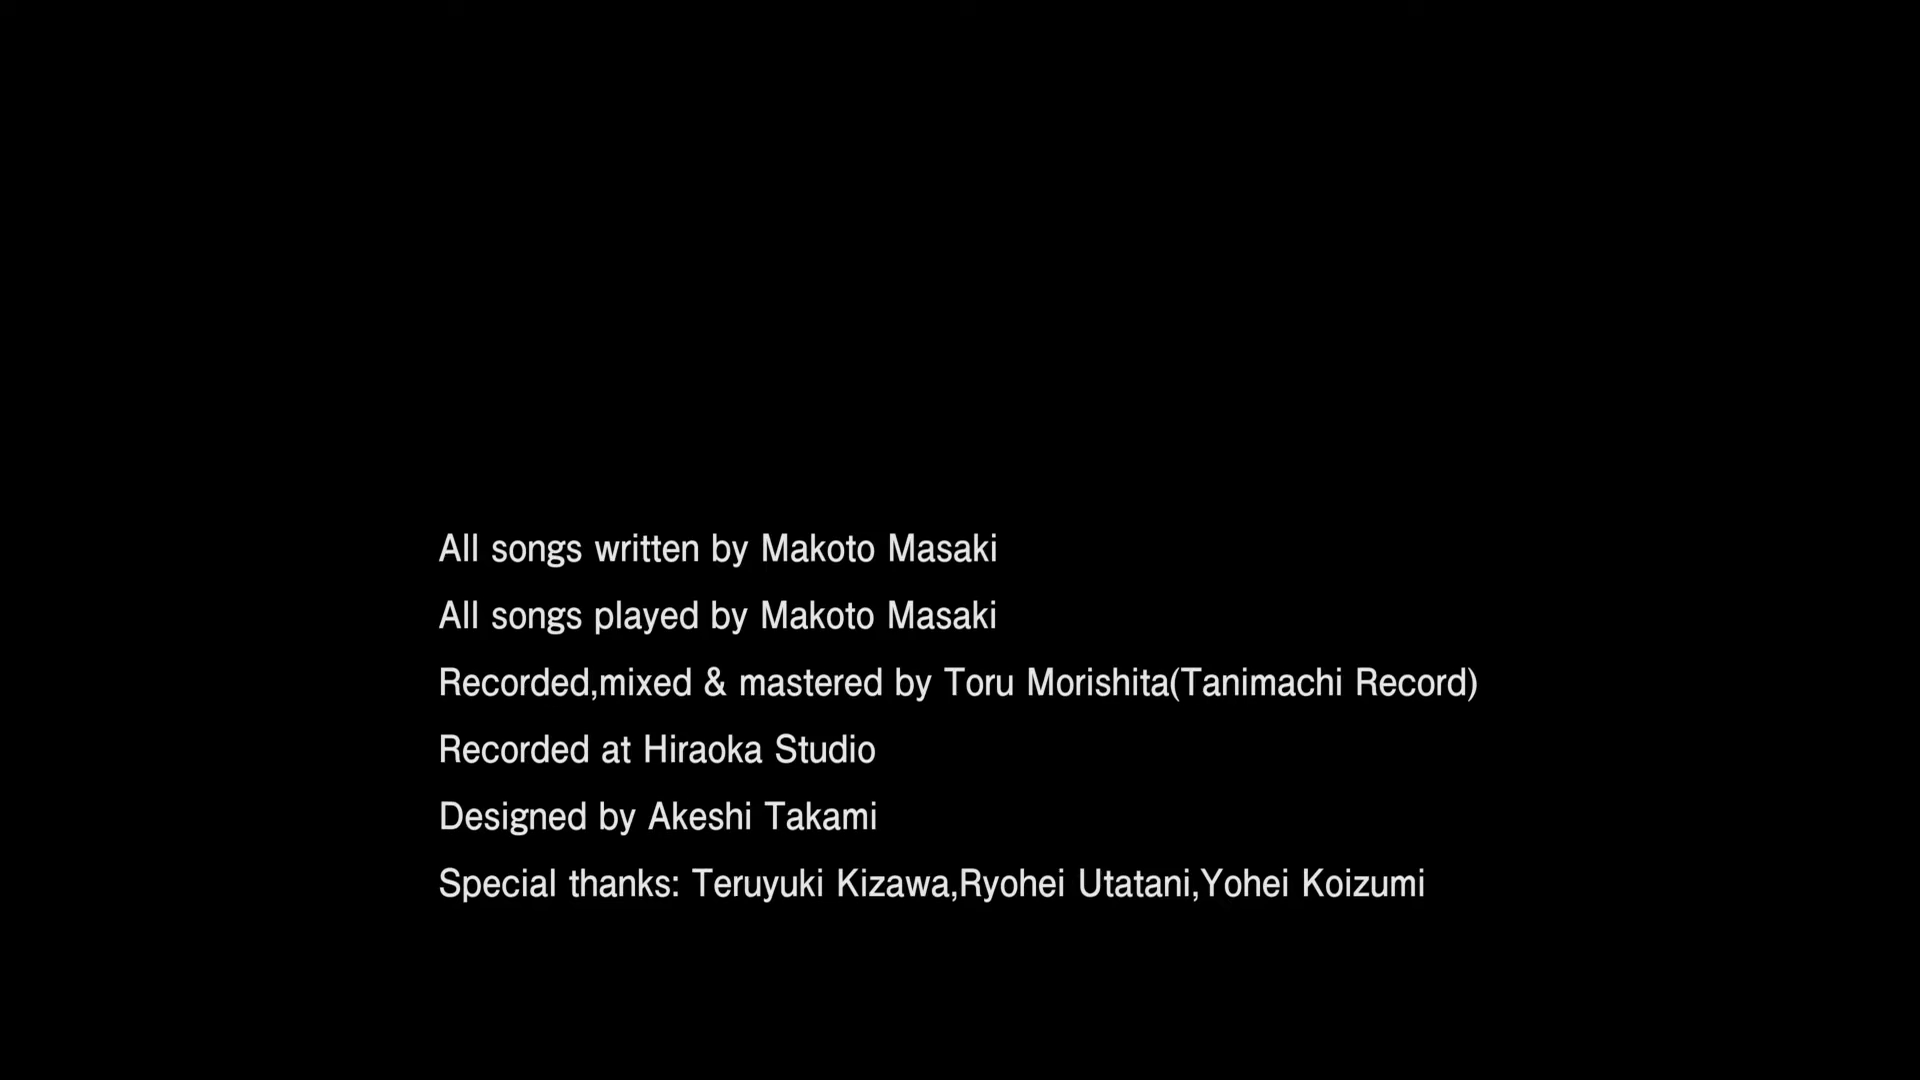 All songs written by Makoto Masaki
All songs played by Makoto Masaki
Recorded,mixed & mastered by Toru Morishita(Tanimachi Record)
Recorded at Hiraoka Studio
Designed by Akeshi Takami
Special thanks: Teruyuki Kizawa,Ryohei Utatani,Yohei Koizumi